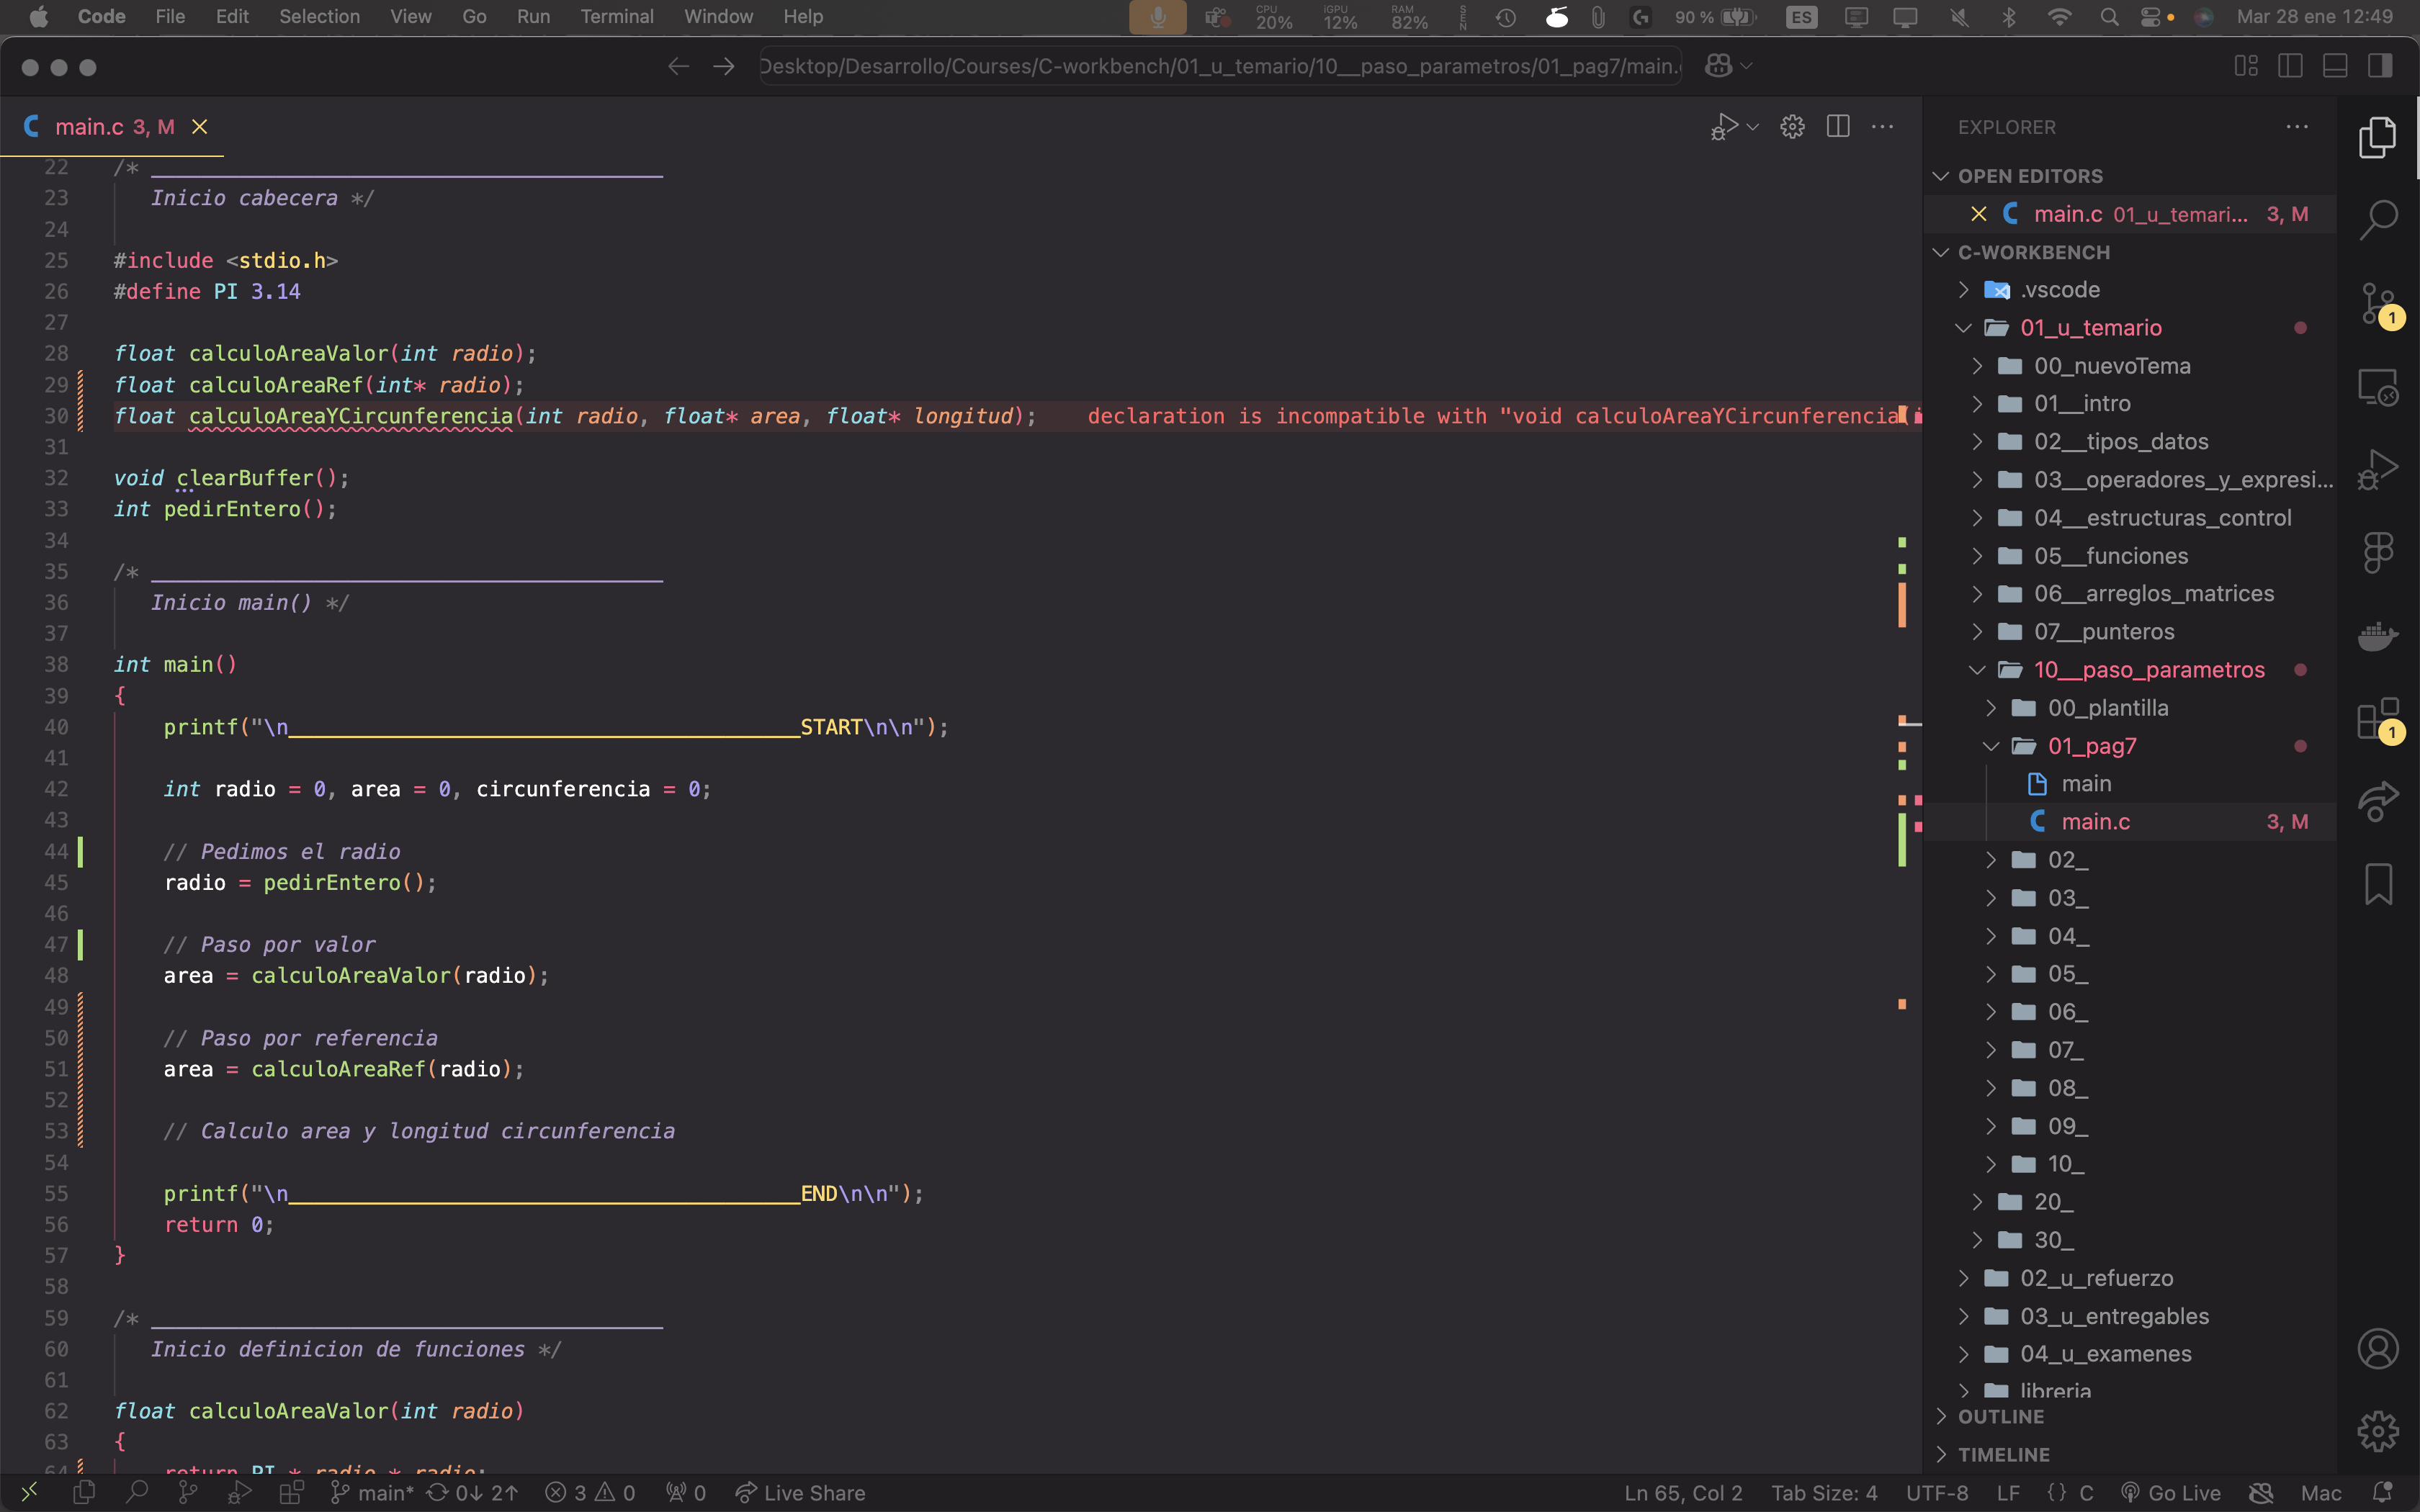 Code File Edit Selection View Go Run Terminal Window Help CPU 20% iGPU 12% RAM 82% SEN 90 % ES Mar 28 ene 12:49
Desktop/Desarrollo/Courses/C-workbench/01_u_temario/10__paso_parametros/01_pag7/main.
main.c 3, M
22 /* _________________________________________
23 Inicio cabecera */
24
25 #include <stdio.h>
26 #define PI 3.14
27
28 float calculoAreaValor(int radio);
29 float calculoAreaRef(int* radio);
30 float calculoAreaYCircunferencia(int radio, float* area, float* longitud); declaration is incompatible with "void calculoAreaYCircunferencia(
31
32 void clearBuffer();
33 int pedirEntero();
34
35 /* _________________________________________
36 Inicio main() */
37
38 int main()
39 {
40 printf("\n_________________________________________START\n\n");
41
42 int radio = 0, area = 0, circunferencia = 0;
43
44 // Pedimos el radio
45 radio = pedirEntero();
46
47 // Paso por valor
48 area = calculoAreaValor(radio);
49
50 // Paso por referencia
51 area = calculoAreaRef(radio);
52
53 // Calculo area y longitud circunferencia
54
55 printf("\n_________________________________________END\n\n");
56 return 0;
57 }
58
59 /* _________________________________________
60 Inicio definicion de funciones */
61
62 float calculoAreaValor(int radio)
63 {
64 return PI * radio * radio;
EXPLORER
OPEN EDITORS
main.c 01_u_temari... 3, M
C-WORKBENCH
.vscode
01_u_temario
00_nuevoTema
01__intro
02__tipos_datos
03__operadores_y_expresi...
04__estructuras_control
05__funciones
06__arreglos_matrices
07__punteros
10__paso_parametros
00_plantilla
01_pag7
main
main.c 3, M
02_
03_
04_
05_
06_
07_
08_
09_
10_
20_
30_
02_u_refuerzo
03_u_entregables
04_u_examenes
libreria
OUTLINE
TIMELINE
1
1
main* 0↓ 2↑ 3 0 0 Live Share Ln 65, Col 2 Tab Size: 4 UTF-8 LF {} C Go Live Mac